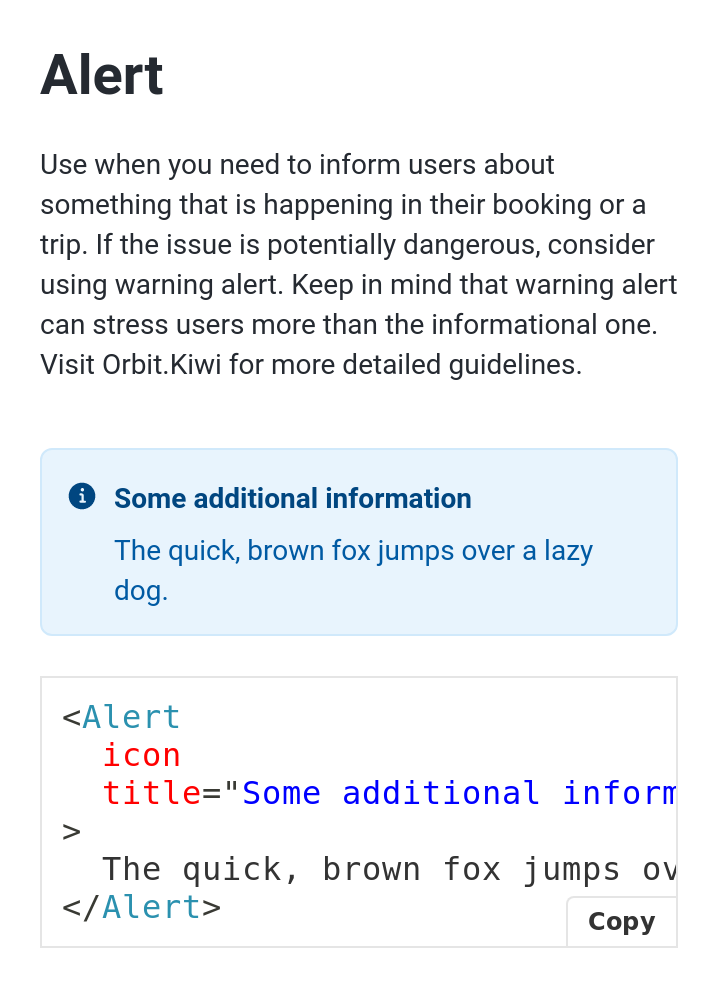 Alert
Use when you need to inform users about
something that is happening in their booking or a
trip. If the issue is potentially dangerous, consider
using warning alert. Keep in mind that warning alert
can stress users more than the informational one.
Visit Orbit.Kiwi for more detailed guidelines.
Some additional information
The quick, brown fox jumps over a lazy
dog.
<Alert
  icon
  title="Some additional inform
>
  The quick, brown fox jumps ov
</Alert>
Copy